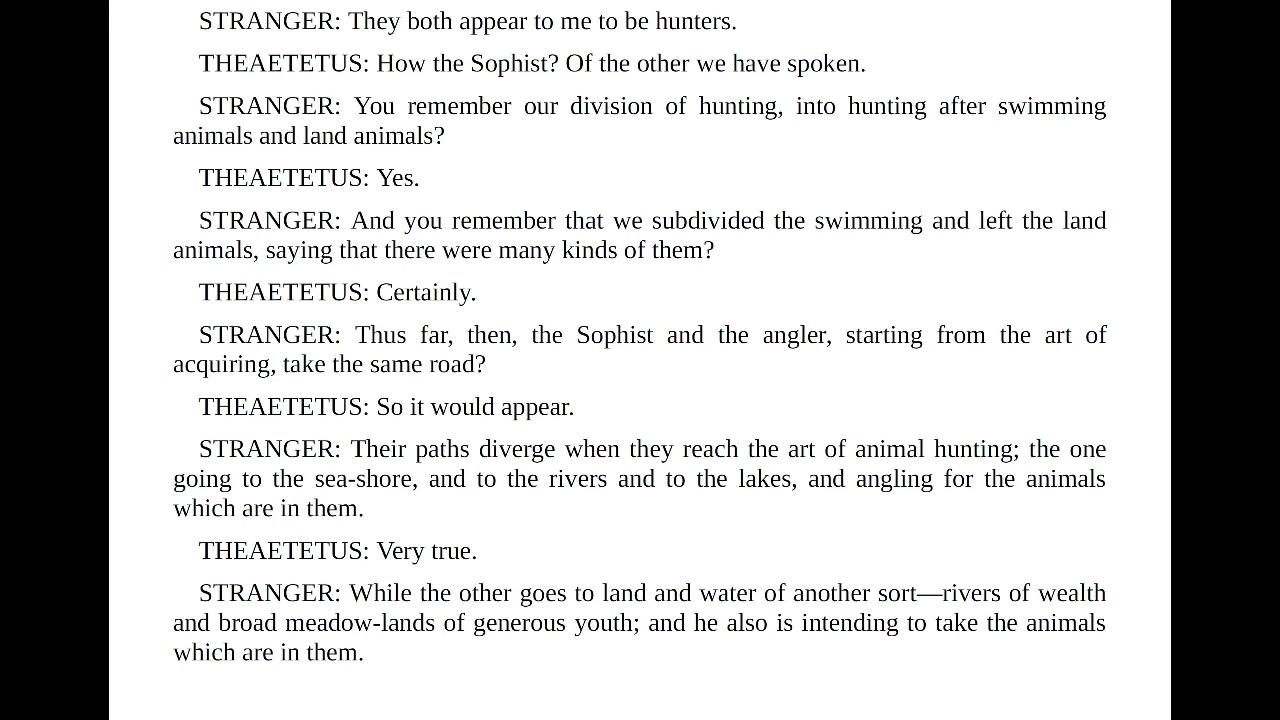 STRANGER: They both appear to me to be hunters.
THEAETETUS: How the Sophist? Of the other we have spoken.
STRANGER: You remember our division of hunting, into hunting after swimming
animals and land animals?
THEAETETUS: Yes.
STRANGER: And you remember that we subdivided the swimming and left the land
animals, saying that there were many kinds of them?
THEAETETUS: Certainly.
STRANGER: Thus far, then, the Sophist and the angler, starting from the art of
acquiring, take the same road?
THEAETETUS: So it would appear.
STRANGER: Their paths diverge when they reach the art of animal hunting; the one
going to the sea-shore, and to the rivers and to the lakes, and angling for the animals
which are in them.
THEAETETUS: Very true.
STRANGER: While the other goes to land and water of another sort—rivers of wealth
and broad meadow-lands of generous youth; and he also is intending to take the animals
which are in them.